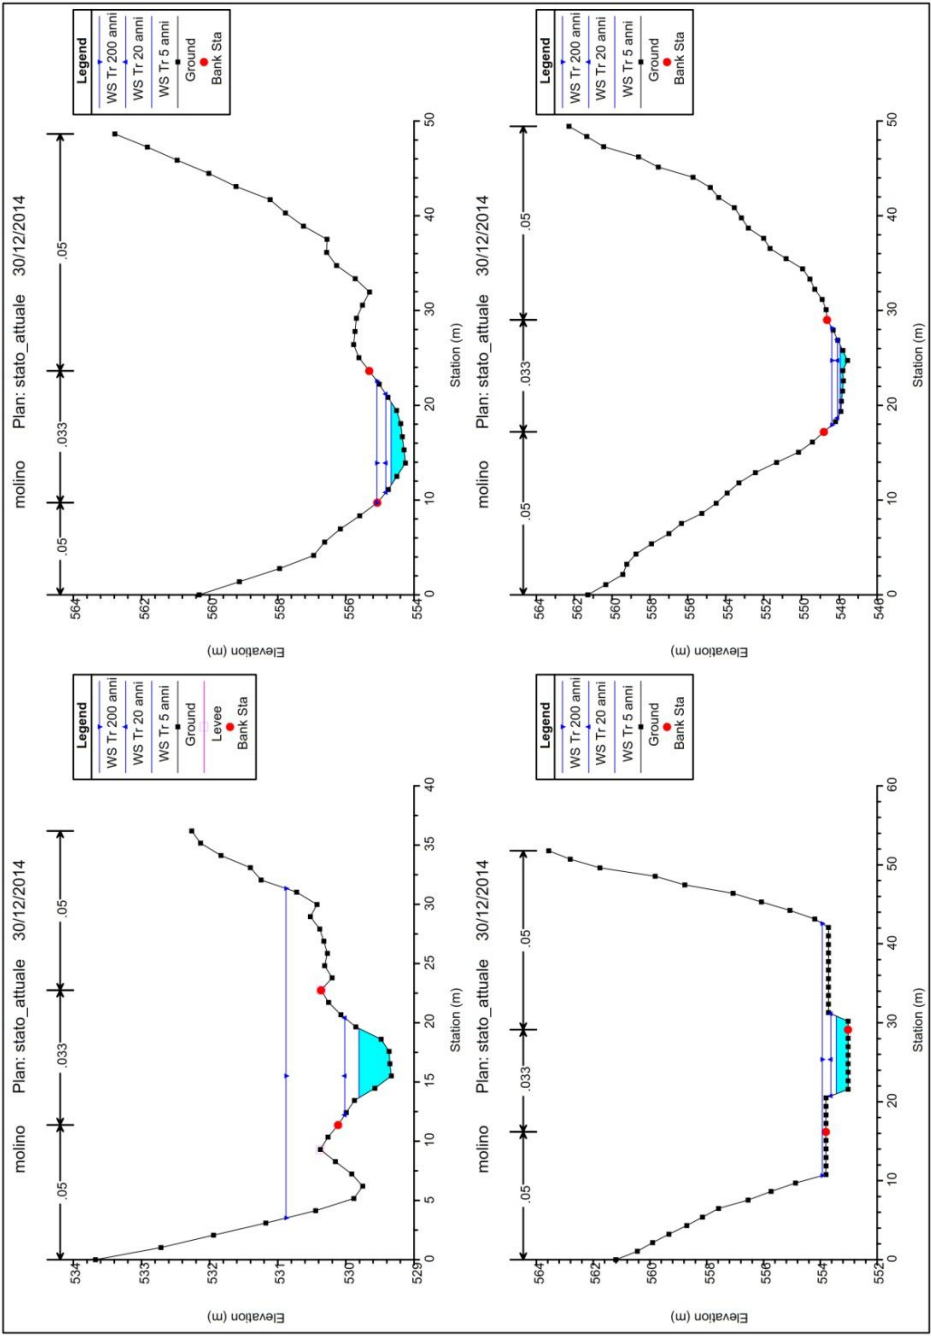 molino Plan: stato_attuale 30/12/2014
.05
.033
.05
Legend
WS Tr 200 anni
WS Tr 20 anni
WS Tr 5 anni
Ground
Levee
Bank Sta
534
533
532
531
530
529
Elevation (m)
0 5 10 15 20 25 30 35 40
Station (m)
molino Plan: stato_attuale 30/12/2014
.05
.033
.05
Legend
WS Tr 200 anni
WS Tr 20 anni
WS Tr 5 anni
Ground
Bank Sta
564
562
560
558
556
554
Elevation (m)
0 10 20 30 40 50
Station (m)
molino Plan: stato_attuale 30/12/2014
.05
.033
.05
Legend
WS Tr 200 anni
WS Tr 20 anni
WS Tr 5 anni
Ground
Bank Sta
564
562
560
558
556
554
552
Elevation (m)
0 10 20 30 40 50 60
Station (m)
molino Plan: stato_attuale 30/12/2014
.05
.033
.05
Legend
WS Tr 200 anni
WS Tr 20 anni
WS Tr 5 anni
Ground
Bank Sta
564
562
560
558
556
554
552
550
548
546
Elevation (m)
0 10 20 30 40 50
Station (m)